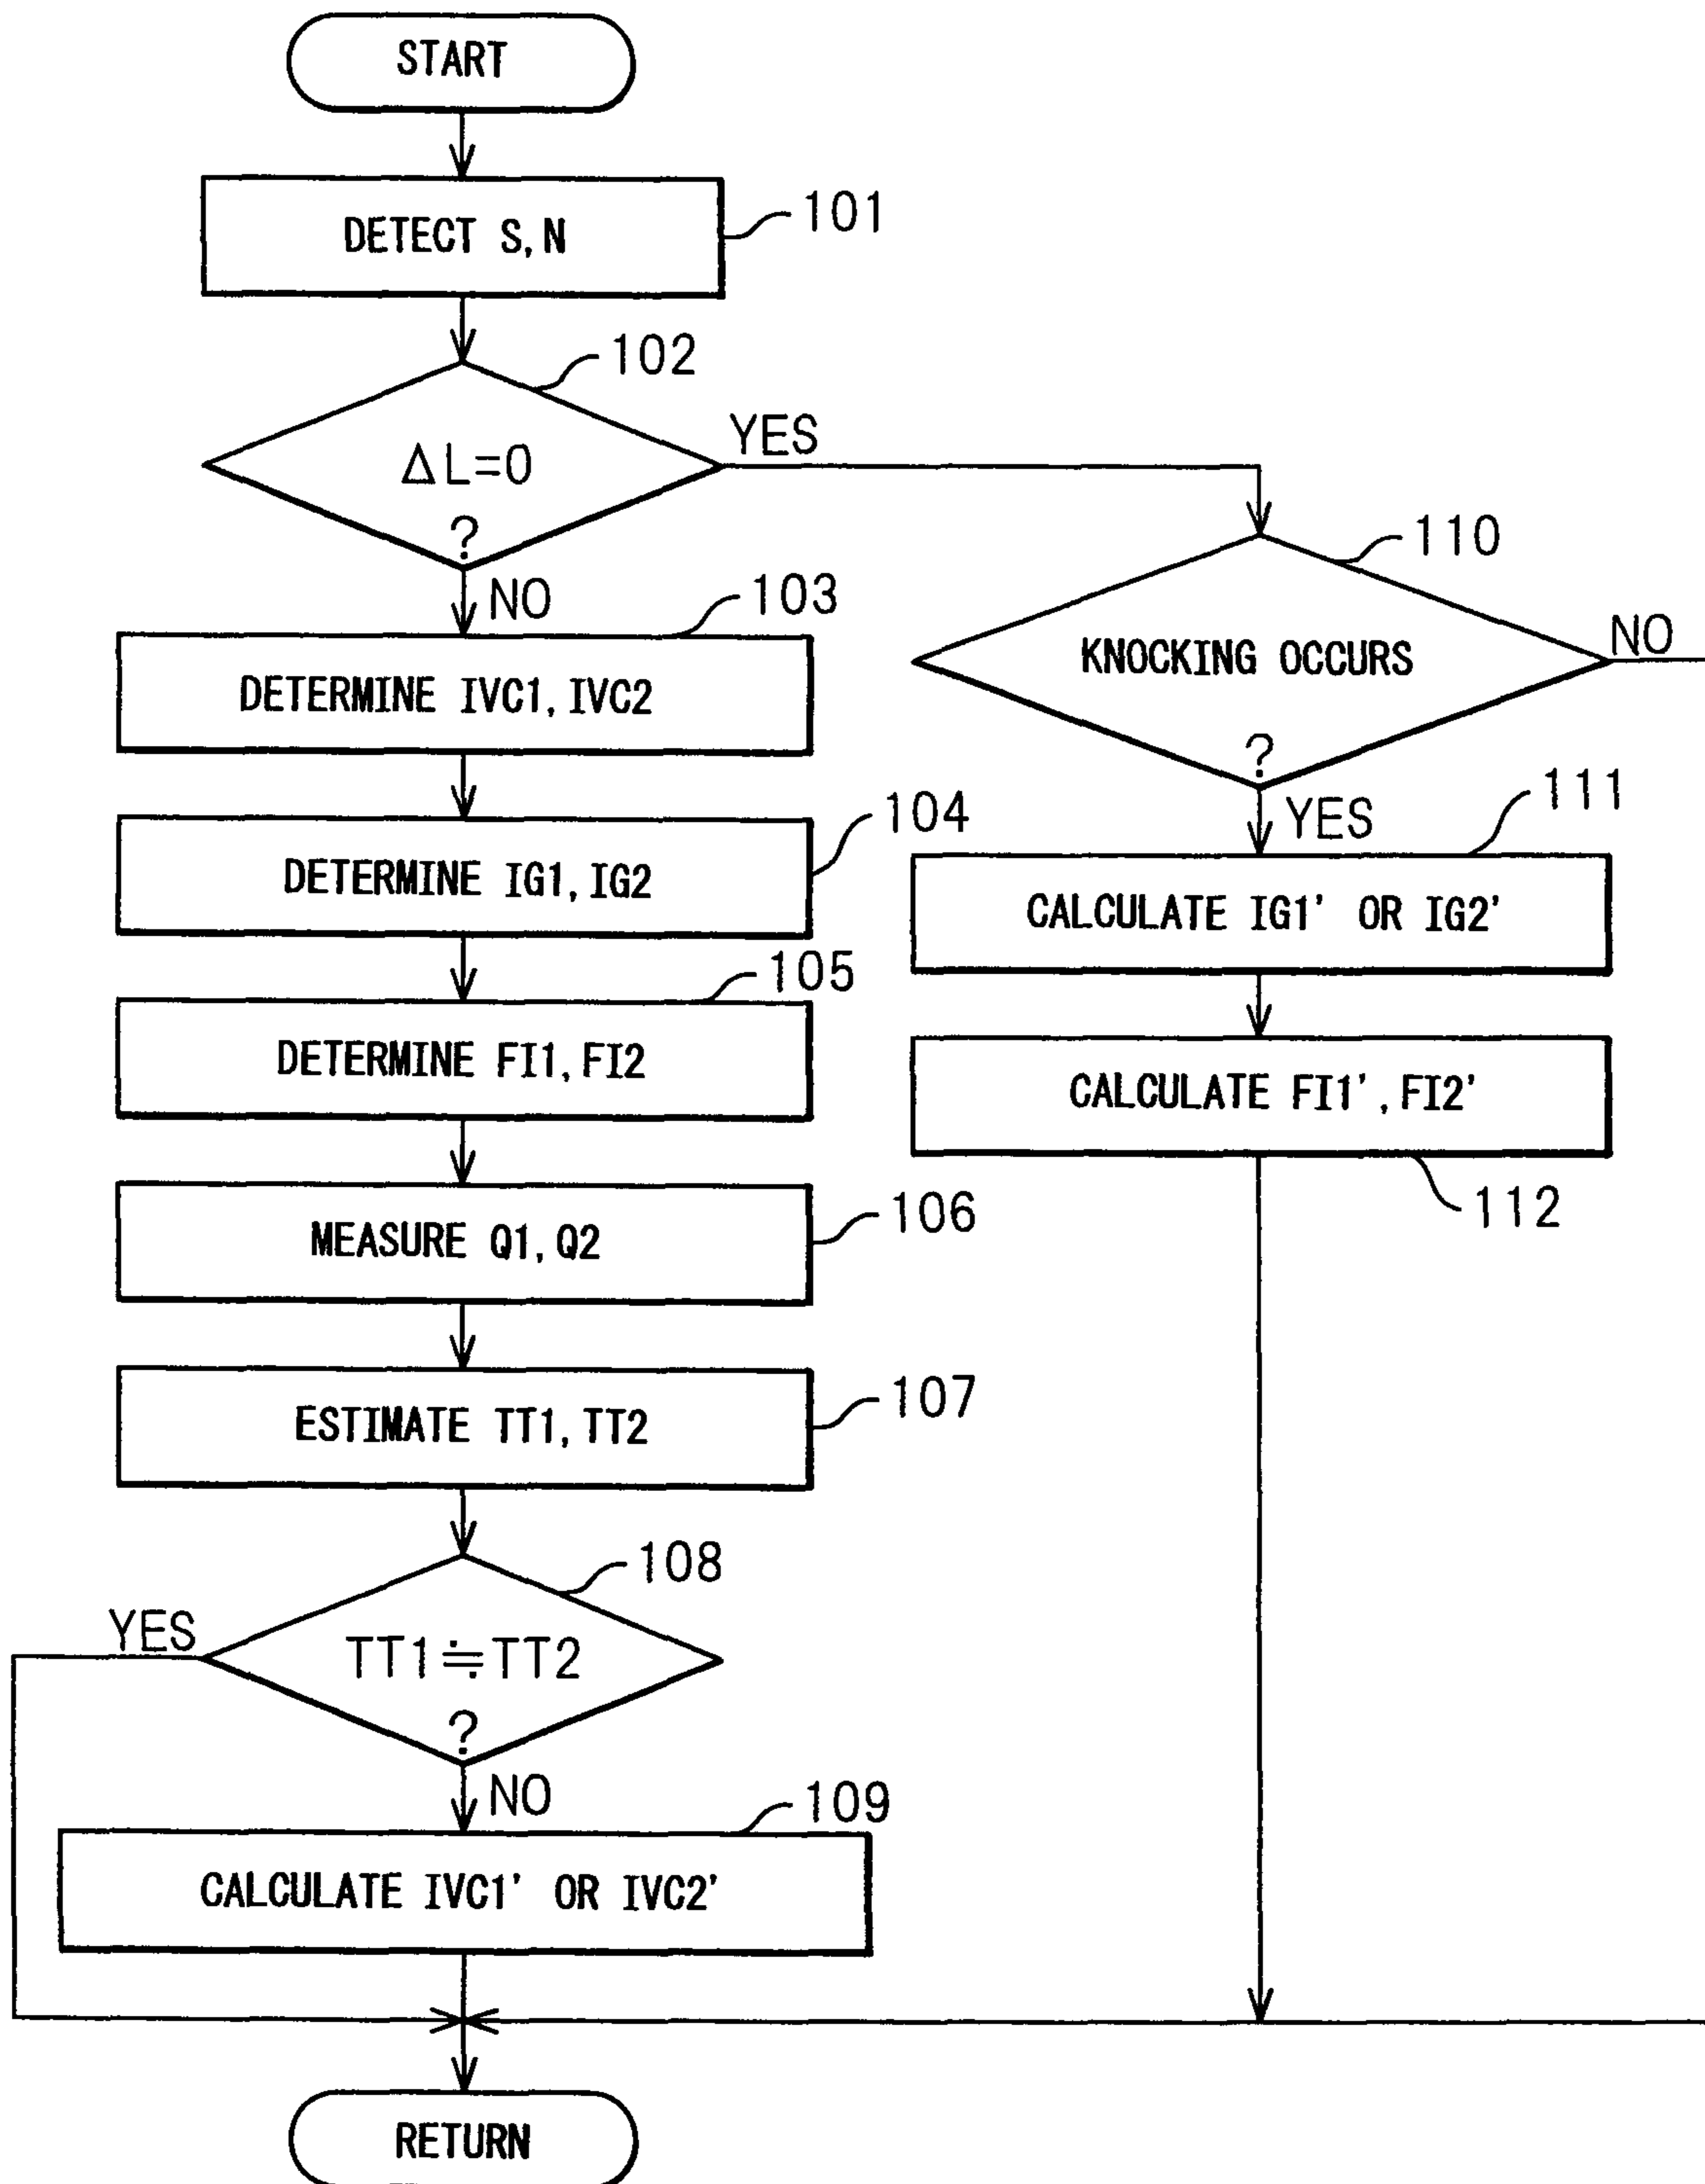 START
DETECT S, N
101
102
ΔL=0
?
YES
NO
103
DETERMINE IVC1, IVC2
104
DETERMINE IG1, IG2
105
DETERMINE FI1, FI2
106
MEASURE Q1, Q2
107
ESTIMATE TT1, TT2
108
YES
TT1≒TT2
?
NO
109
CALCULATE IVC1' OR IVC2'
RETURN
110
KNOCKING OCCURS
?
NO
YES
111
CALCULATE IG1' OR IG2'
CALCULATE FI1', FI2'
112